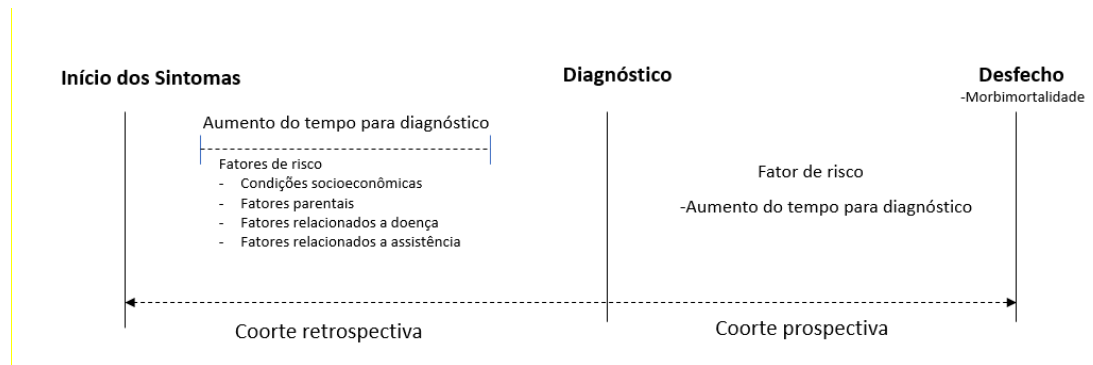 Início dos Sintomas
Diagnóstico
Desfecho
-Morbimortalidade
Aumento do tempo para diagnóstico
Fatores de risco
- Condições socioeconômicas
- Fatores parentais
- Fatores relacionados a doença
- Fatores relacionados a assistência
Fator de risco
-Aumento do tempo para diagnóstico
Coorte retrospectiva
Coorte prospectiva